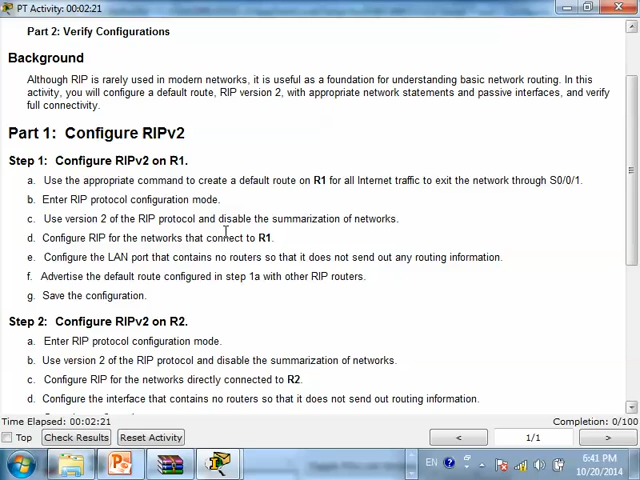 PT Activity: 00:02:21
Part 2: Verify Configurations
Background
Although RIP is rarely used in modern networks, it is useful as a foundation for understanding basic network routing. In this
activity, you will configure a default route, RIP version 2, with appropriate network statements and passive interfaces, and verify
full connectivity.
Part 1: Configure RIPv2
Step 1: Configure RIPv2 on R1.
a. Use the appropriate command to create a default route on R1 for all Internet traffic to exit the network through S0/0/1.
b. Enter RIP protocol configuration mode.
c. Use version 2 of the RIP protocol and disable the summarization of networks.
d. Configure RIP for the networks that connect to R1.
e. Configure the LAN port that contains no routers so that it does not send out any routing information.
f. Advertise the default route configured in step 1a with other RIP routers.
g. Save the configuration.
Step 2: Configure RIPv2 on R2.
a. Enter RIP protocol configuration mode.
b. Use version 2 of the RIP protocol and disable the summarization of networks.
c. Configure RIP for the networks directly connected to R2.
d. Configure the interface that contains no routers so that it does not send out routing information.
Time Elapsed: 00:02:21 Completion: 0/100
Top Check Results Reset Activity < 1/1 >
EN 6:41 PM
10/20/2014